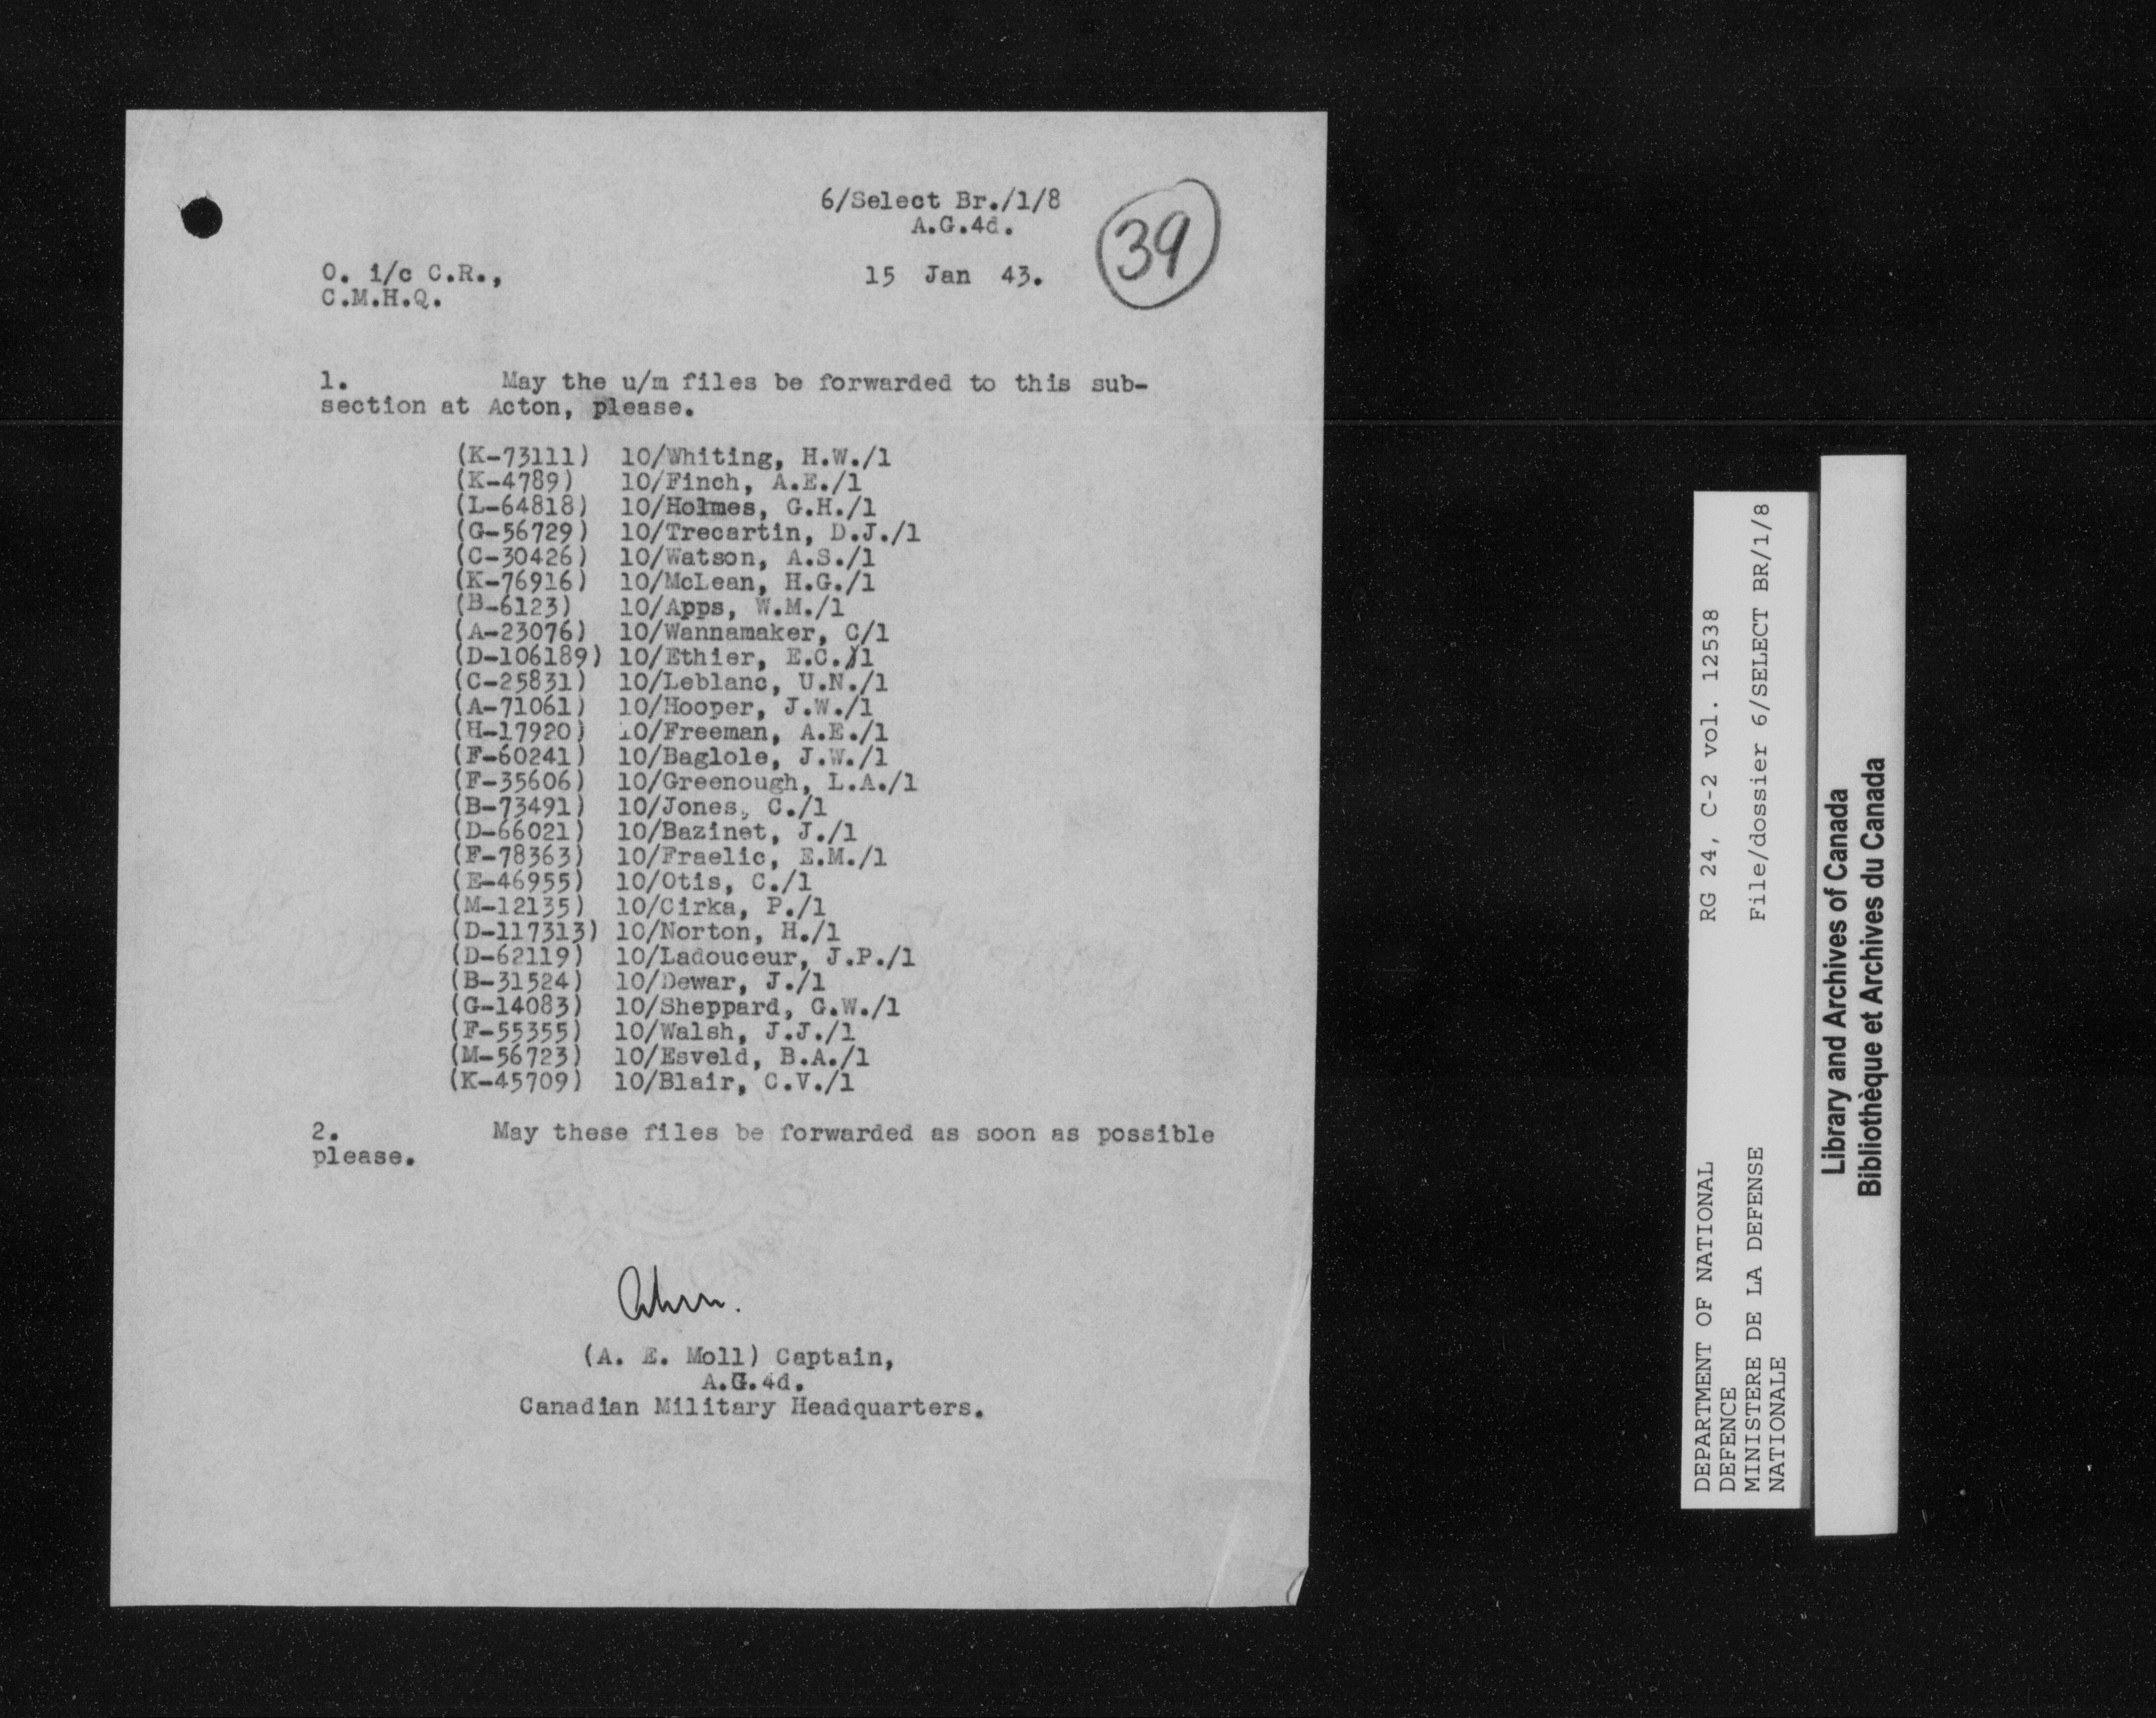 6/Select Br./1/8
A.G.4d.
39
O. i/c C.R.,
15 Jan 43.
C.M.H.Q.
1. May the u/m files be forwarded to this sub-
section at Acton, please.
(K-73111) 10/Whiting, H.W./1
(K-4789) 10/Finch, A.E./1
(L-64818) 10/Holmes, G.H./1
(G-56729) 10/Trecartin, D.J./1
(C-30426) 10/Watson, A.S./1
(K-76916) 10/McLean, H.G./1
(B-6123) 10/Apps, W.M./1
(A-23076) 10/Wannamaker, C/1
(D-106189) 10/Ethier, E.C./1
(C-25831) 10/Leblanc, U.N./1
(A-71061) 10/Hooper, J.W./1
(H-17920) 10/Freeman, A.E./1
(F-60241) 10/Baglole, J.W./1
(F-35606) 10/Greenough, L.A./1
(B-73491) 10/Jones, C./1
(D-66021) 10/Bazinet, J./1
(F-78363) 10/Fraelic, E.M./1
(E-46955) 10/Otis, C./1
(M-12135) 10/Cirka, P./1
(D-117313) 10/Norton, H./1
(D-62119) 10/Ladouceur, J.P./1
(B-31524) 10/Dewar, J./1
(G-14083) 10/Sheppard, G.W./1
(F-55355) 10/Walsh, J.J./1
(M-56723) 10/Esveld, B.A./1
(K-45709) 10/Blair, C.V./1
2. May these files be forwarded as soon as possible
please.
(A. E. Moll) Captain,
A.G.4d.
Canadian Military Headquarters.
DEPARTMENT OF NATIONAL RG 24, C-2 vol. 12538
DEFENCE
MINISTERE DE LA DEFENSE File/dossier 6/SELECT BR/1/8
NATIONALE
Library and Archives of Canada
Bibliothèque et Archives du Canada